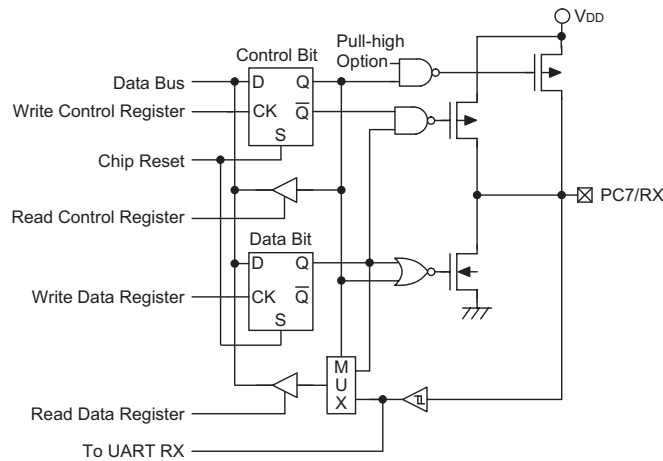 VDD
Pull-high
Option
Control Bit
Data Bus
D
Q
Write Control Register
CK
Q
S
Chip Reset
Read Control Register
PC7/RX
Data Bit
D
Q
Write Data Register
CK
Q
S
M
U
X
Read Data Register
To UART RX